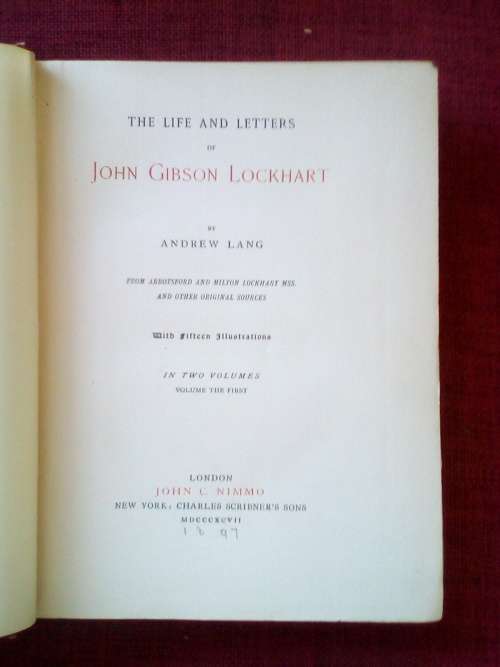 THE LIFE AND LETTERS
OF
JOHN GIBSON LOCKHART
BY
ANDREW LANG
FROM ABBOTSFORD AND MILTON LOCKHART MSS.
AND OTHER ORIGINAL SOURCES
With Fifteen Illustrations
IN TWO VOLUMES
VOLUME THE FIRST
LONDON
JOHN C. NIMMO
NEW YORK: CHARLES SCRIBNER'S SONS
MDCCCXCVII
1897